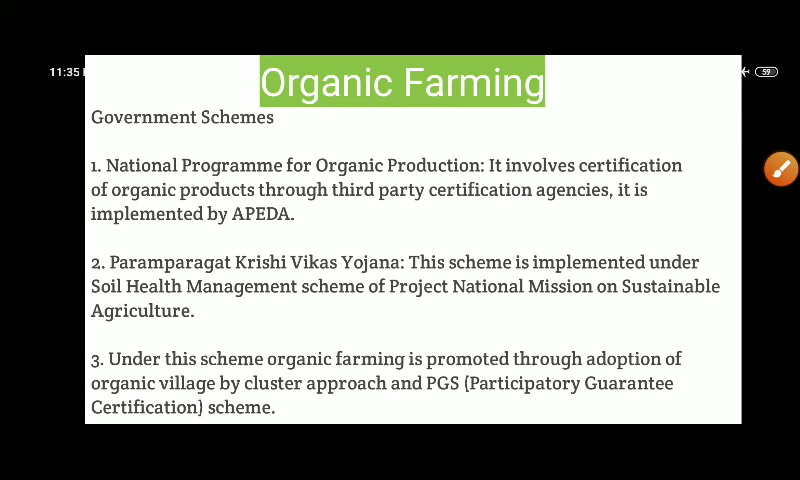 11:35
59
Organic Farming
Government Schemes
1. National Programme for Organic Production: It involves certification
of organic products through third party certification agencies, it is
implemented by APEDA.
2. Paramparagat Krishi Vikas Yojana: This scheme is implemented under
Soil Health Management scheme of Project National Mission on Sustainable
Agriculture.
3. Under this scheme organic farming is promoted through adoption of
organic village by cluster approach and PGS (Participatory Guarantee
Certification) scheme.